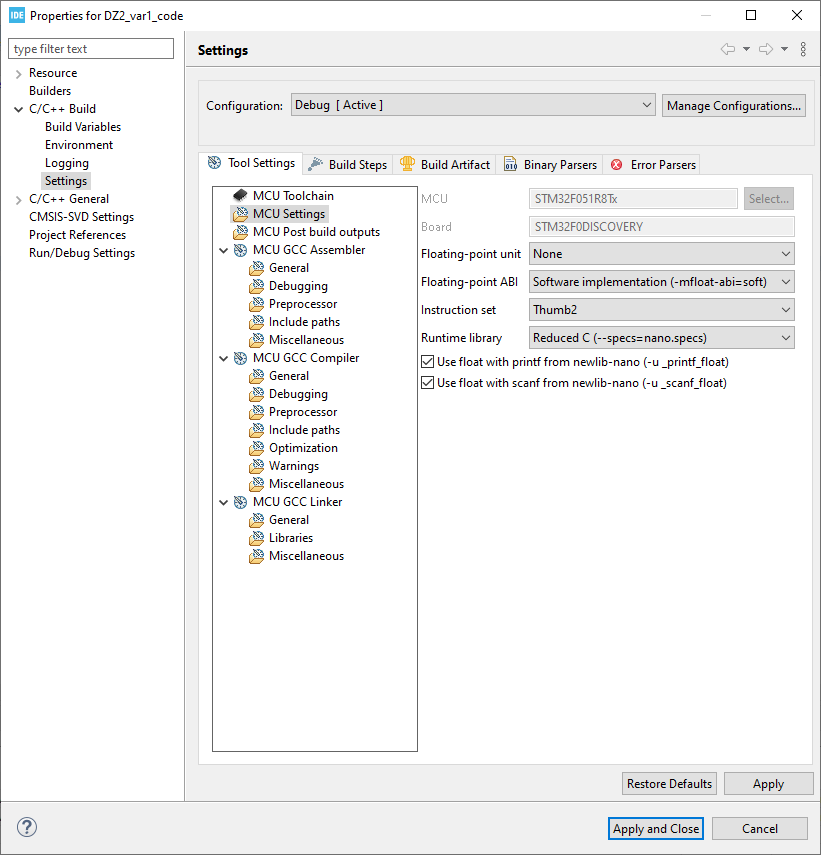 IDE Properties for DZ2_var1_code
type filter text
Resource
Builders
C/C++ Build
Build Variables
Environment
Logging
Settings
C/C++ General
CMSIS-SVD Settings
Project References
Run/Debug Settings
Settings
Configuration: Debug [ Active ] Manage Configurations...
Tool Settings Build Steps Build Artifact Binary Parsers Error Parsers
MCU Toolchain
MCU Settings
MCU Post build outputs
MCU GCC Assembler
General
Debugging
Preprocessor
Include paths
Miscellaneous
MCU GCC Compiler
General
Debugging
Preprocessor
Include paths
Optimization
Warnings
Miscellaneous
MCU GCC Linker
General
Libraries
Miscellaneous
MCU STM32F051R8Tx Select...
Board STM32F0DISCOVERY
Floating-point unit None
Floating-point ABI Software implementation (-mfloat-abi=soft)
Instruction set Thumb2
Runtime library Reduced C (--specs=nano.specs)
Use float with printf from newlib-nano (-u _printf_float)
Use float with scanf from newlib-nano (-u _scanf_float)
Restore Defaults Apply
? Apply and Close Cancel